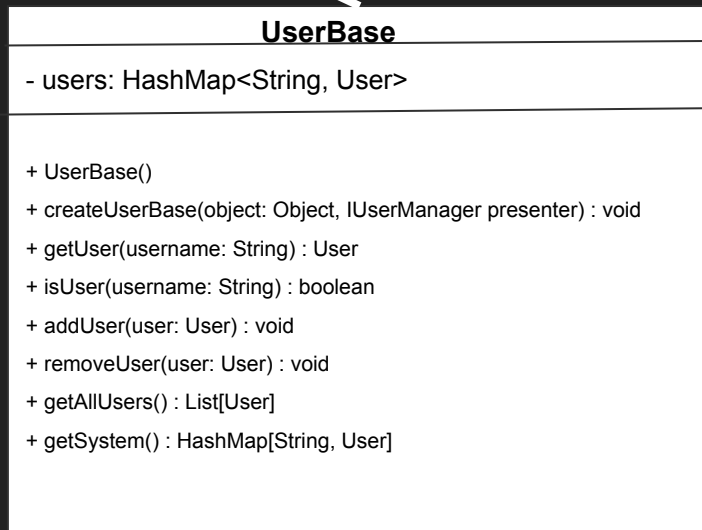 UserBase
- users: HashMap<String, User>
+ UserBase()
+ createUserBase(object: Object, IUserManager presenter) : void
+ getUser(username: String) : User
+ isUser(username: String) : boolean
+ addUser(user: User) : void
+ removeUser(user: User) : void
+ getAllUsers() : List[User]
+ getSystem() : HashMap[String, User]